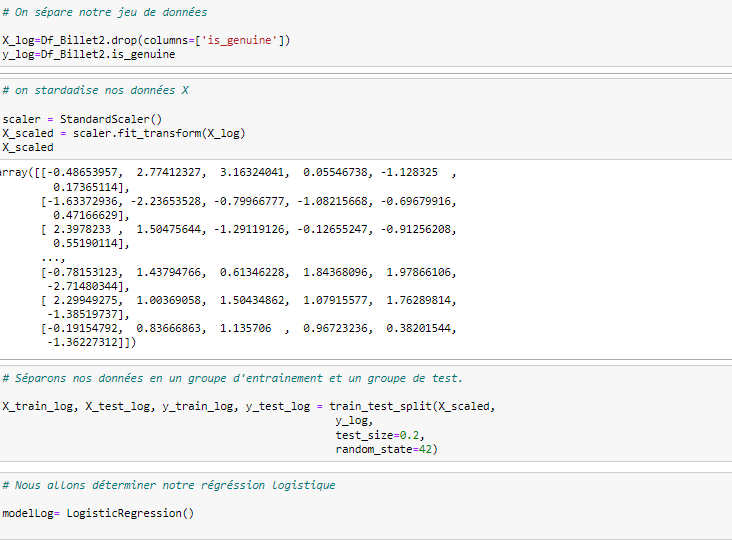 # On sépare notre jeu de données
X_log=Df_Billet2.drop(columns=['is_genuine'])
y_log=Df_Billet2.is_genuine
# on stardadise nos données X
scaler = StandardScaler()
X_scaled = scaler.fit_transform(X_log)
X_scaled
array([[-0.48653957,  2.77412327,  3.16324041,  0.05546738, -1.128325  ,
         0.17365114],
       [-1.63372936, -2.23653528, -0.79966777, -1.08215668, -0.69679916,
         0.47166629],
       [ 2.3978233 ,  1.50475644, -1.29119126, -0.12655247, -0.91256208,
         0.55190114],
       ...,
       [-0.78153123,  1.43794766,  0.61346228,  1.84368096,  1.97866106,
        -2.71480344],
       [ 2.29949275,  1.00369058,  1.50434862,  1.07915577,  1.76289814,
        -1.38519737],
       [-0.19154792,  0.83666863,  1.135706  ,  0.96723236,  0.38201544,
        -1.36227312]])
# Séparons nos données en un groupe d'entrainement et un groupe de test.
X_train_log, X_test_log, y_train_log, y_test_log = train_test_split(X_scaled,
                                                   y_log,
                                                   test_size=0.2,
                                                   random_state=42)
# Nous allons déterminer notre régréssion logistique
modelLog= LogisticRegression()